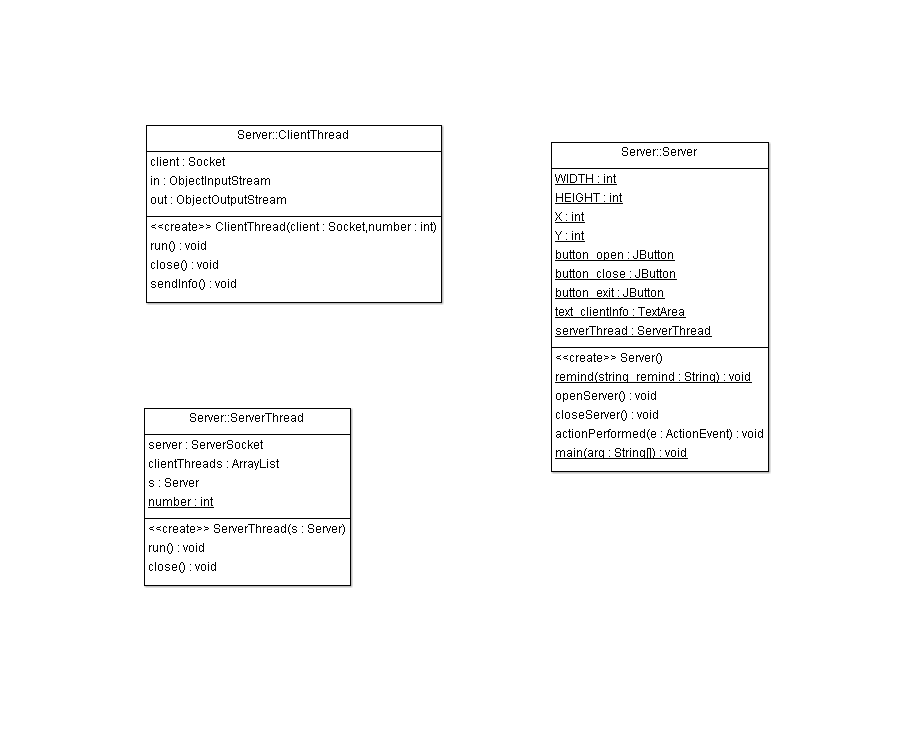 Server::ClientThread
client : Socket
in : ObjectInputStream
out : ObjectOutputStream
<<create>> ClientThread(client : Socket,number : int)
run() : void
close() : void
sendInfo() : void
Server::Server
WIDTH : int
HEIGHT : int
X : int
Y : int
button_open : JButton
button_close : JButton
button_exit : JButton
text_clientInfo : TextArea
serverThread : ServerThread
<<create>> Server()
remind(string_remind : String) : void
openServer() : void
closeServer() : void
actionPerformed(e : ActionEvent) : void
main(arg : String[]) : void
Server::ServerThread
server : ServerSocket
clientThreads : ArrayList
s : Server
number : int
<<create>> ServerThread(s : Server)
run() : void
close() : void